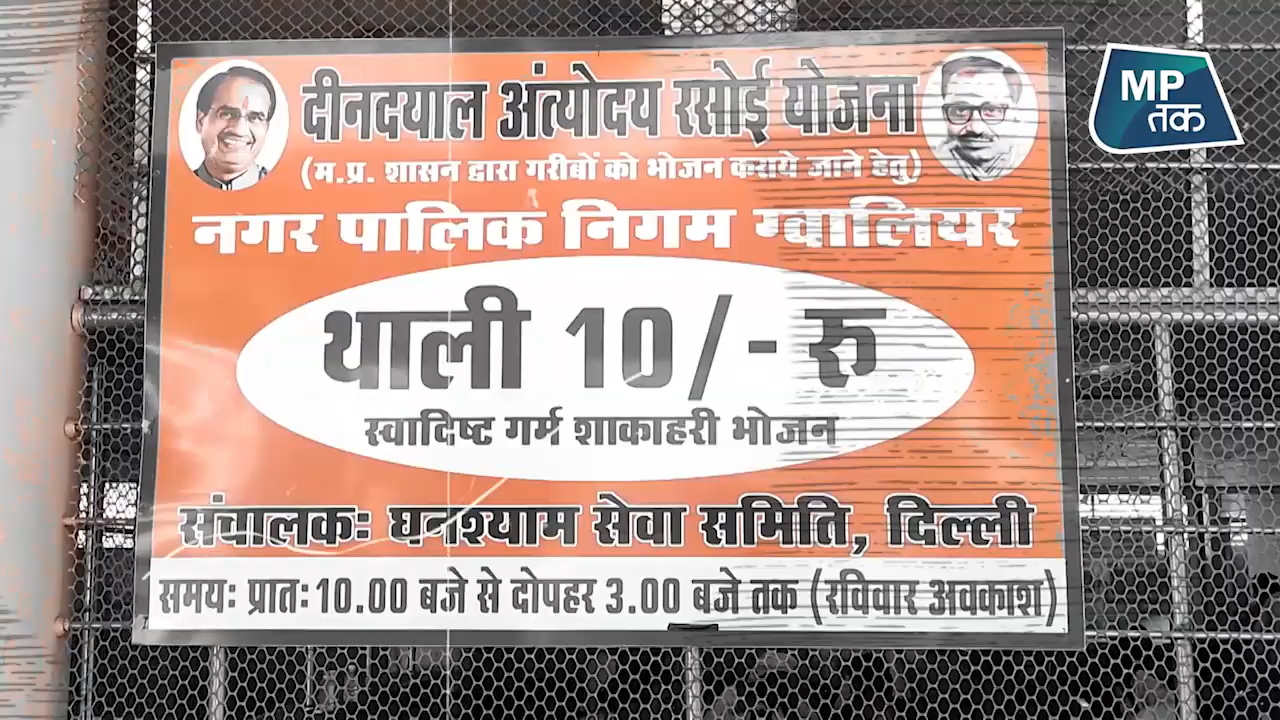 दीनदयाल अंत्योदय रसोई योजना
(म.प्र. शासन द्वारा गरीबों को भोजन कराये जाने हेतु)
नगर पालिक निगम ग्वालियर
थाली 10/- रु
स्वादिष्ट गर्म शाकाहरी भोजन
संचालकः घनश्याम सेवा समिति, दिल्ली
समयः प्रातः 10.00 बजे से दोपहर 3.00 बजे तक (रविवार अवकाश)
MP
तक